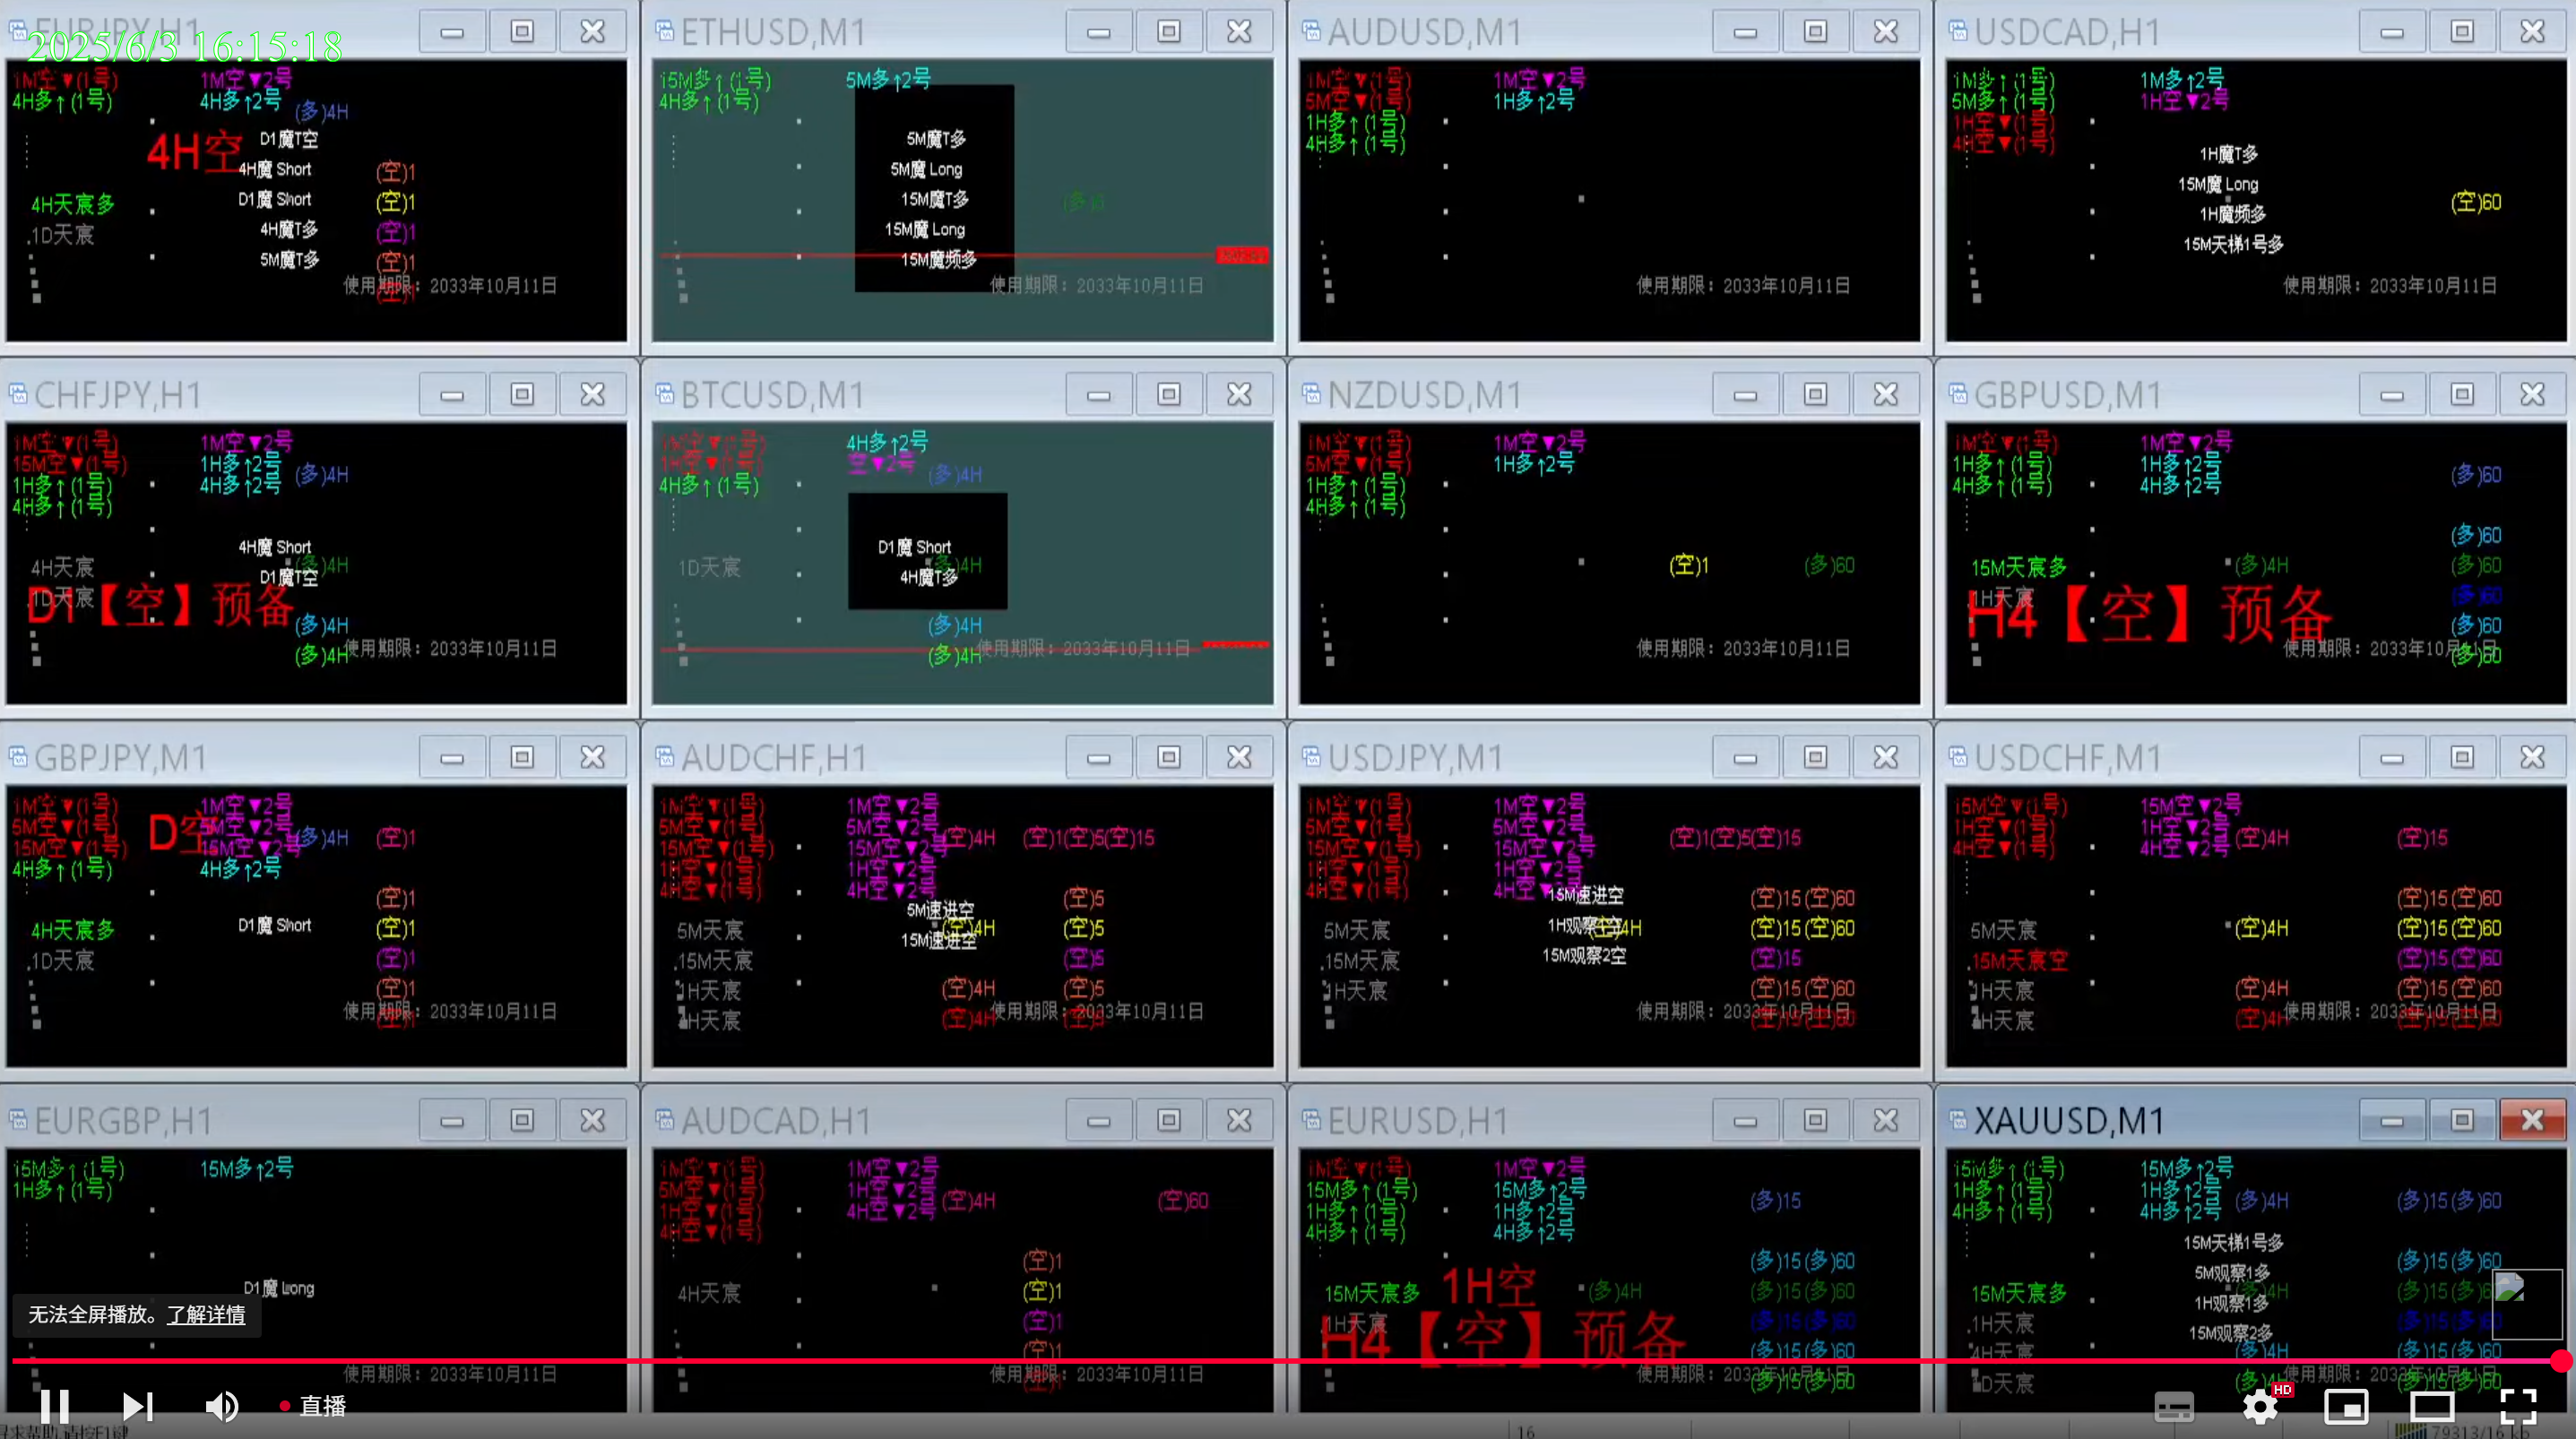 EURJPY,H1
2025/6/3 16:15:18
1M空▼(1号) 1M空▼2号
4H多↑(1号) 4H多↑2号 (多)4H
4H空 D1魔T空
4H魔 Short (空)1
4H天宸多 D1魔 Short (空)1
1D天宸 4H魔T多 (空)1
5M魔T多 (空)1
使用期限：2033年10月11日
ETHUSD,M1
15M多↑(1号) 5M多↑2号
4H多↑(1号)
5M魔T多
5M魔 Long
15M魔T多
15M魔 Long
15M魔频多
使用期限：2033年10月11日
AUDUSD,M1
1M空▼(1号) 1M空▼2号
5M空▼(1号) 1H多↑2号
1H多↑(1号)
4H多↑(1号)
使用期限：2033年10月11日
USDCAD,H1
1M多↑(1号) 1M多↑2号
5M多↑(1号) 1H空▼2号
1H空▼(1号)
4H空▼(1号)
1H魔T多
15M魔 Long
(空)60
1H魔频多
15M天梯1号多
使用期限：2033年10月11日
CHFJPY,H1
1M空▼(1号) 1M空▼2号
15M空▼(1号) 1H多↑2号
1H多↑(1号) 4H多↑2号 (多)4H
4H多↑(1号)
4H魔 Short
4H天宸 (多)4H
D1魔T空
1D天宸
D1【空】预备
(多)4H
(多)4H
使用期限：2033年10月11日
BTCUSD,M1
1M空▼(1号) 4H多↑2号
1H空▼(1号) 空▼2号
4H多↑(1号) (多)4H
D1魔 Short
1D天宸 (多)4H
4H魔T多
(多)4H
(多)4H
使用期限：2033年10月11日
NZDUSD,M1
1M空▼(1号) 1M空▼2号
5M空▼(1号) 1H多↑2号
1H多↑(1号)
4H多↑(1号)
(空)1 (多)60
使用期限：2033年10月11日
GBPUSD,M1
1M空▼(1号) 1M空▼2号
1H多↑(1号) 1H多↑2号
4H多↑(1号) 4H多↑2号 (多)60
(多)60
15M天宸多 (多)4H (多)60
1H天宸 (多)60
H4【空】预备
(多)60
(多)60
使用期限：2033年10月11日
GBPJPY,M1
1M空▼(1号) 1M空▼2号
5M空▼(1号) 5M空▼2号
15M空▼(1号) 15M空▼2号 (多)4H (空)1
D空
4H多↑(1号) 4H多↑2号
(空)1
4H天宸多 D1魔 Short (空)1
1D天宸 (空)1
(空)1
使用期限：2033年10月11日
AUDCHF,H1
1M空▼(1号) 1M空▼2号
5M空▼(1号) 5M空▼2号
15M空▼(1号) 15M空▼2号 (空)4H (空)1(空)5(空)15
1H空▼(1号) 1H空▼2号
4H空▼(1号) 4H空▼2号
(空)5
5M速进空
5M天宸 (空)4H (空)5
15M速进空
15M天宸 (空)5
1H天宸 (空)4H (空)5
4H天宸 (空)4H
使用期限：2033年10月11日
USDJPY,M1
1M空▼(1号) 1M空▼2号
5M空▼(1号) 5M空▼2号
15M空▼(1号) 15M空▼2号 (空)1(空)5(空)15
1H空▼(1号) 1H空▼2号
4H空▼(1号) 4H空▼2号
15M速进空 (空)15(空)60
5M天宸 1H观察 (空)4H (空)15(空)60
15M天宸 15M观察2空 (空)15
1H天宸 (空)15(空)60
(空)15(空)60
使用期限：2033年10月11日
USDCHF,M1
15M空▼(1号) 15M空▼2号
1H空▼(1号) 1H空▼2号
4H空▼(1号) 4H空▼2号 (空)4H (空)15
(空)15(空)60
5M天宸 (空)4H (空)15(空)60
15M天宸空 (空)15(空)60
1H天宸 (空)4H (空)15(空)60
4H天宸 (空)4H (空)15(空)60
使用期限：2033年10月11日
EURGBP,H1
15M多↑(1号) 15M多↑2号
1H多↑(1号)
D1魔 Long
使用期限：2033年10月11日
AUDCAD,H1
1M空▼(1号) 1M空▼2号
5M空▼(1号) 1H空▼2号
1H空▼(1号) 4H空▼2号 (空)4H (空)60
4H空▼(1号)
(空)1
4H天宸 (空)1
(空)1
(空)1
使用期限：2033年10月11日
EURUSD,H1
1M空▼(1号) 1M空▼2号
15M多↑(1号) 15M多↑2号
1H多↑(1号) 1H多↑2号 (多)15
4H多↑(1号) 4H多↑2号
(多)15(多)60
15M天宸多 1H空 (多)4H (多)15(多)60
1H天宸 (多)15(多)60
H4【空】预备
(多)15(多)60
(多)15(多)60
使用期限：2033年10月11日
XAUUSD,M1
15M多↑(1号) 15M多↑2号
1H多↑(1号) 1H多↑2号 (多)4H (多)15(多)60
4H多↑(1号) 4H多↑2号
15M天梯1号多
5M观察1多 (多)15(多)60
15M天宸多 4H (多)15(多)6
1H观察1多
1H天宸 (多)15(多)6
15M观察2多
4H天宸 (多)4H (多)15(多)60
D天宸
使用期限：2033年10月11日
无法全屏播放。了解详情
直播
HD
16
79313/16 kb